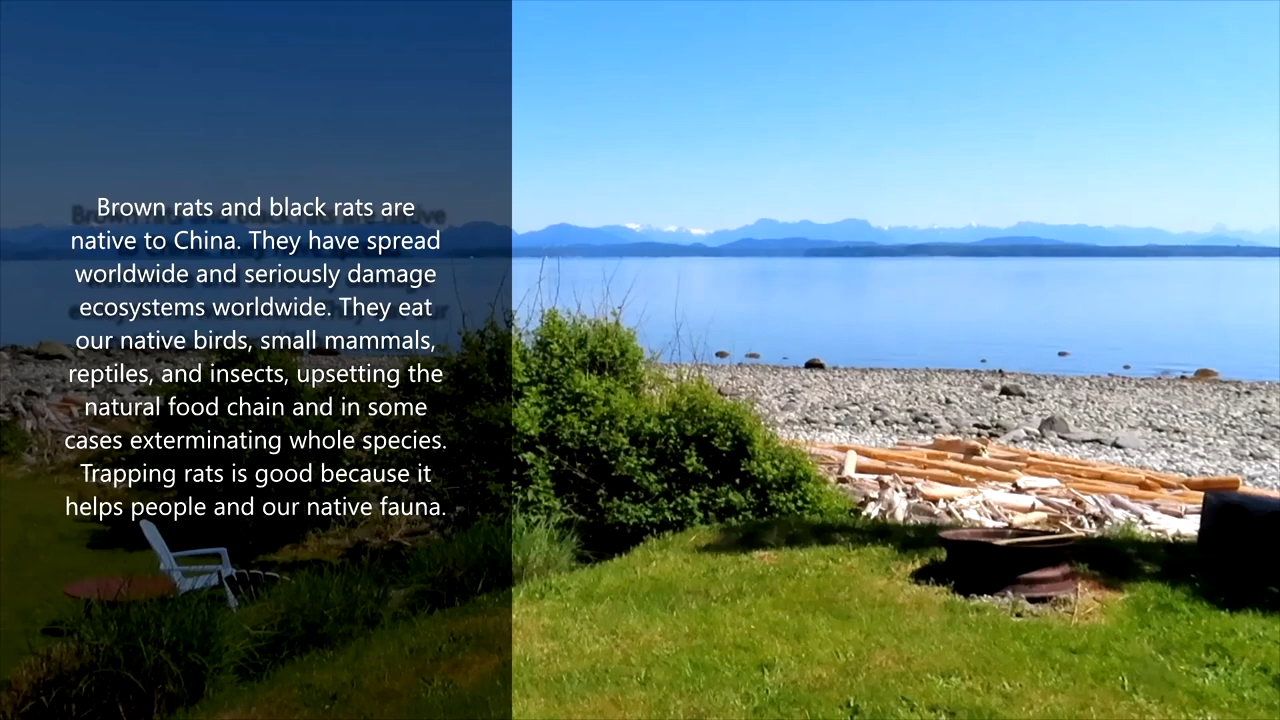 Brown rats and black rats are
native to China. They have spread
worldwide and seriously damage
ecosystems worldwide. They eat
our native birds, small mammals,
reptiles, and insects, upsetting the
natural food chain and in some
cases exterminating whole species.
Trapping rats is good because it
helps people and our native fauna.